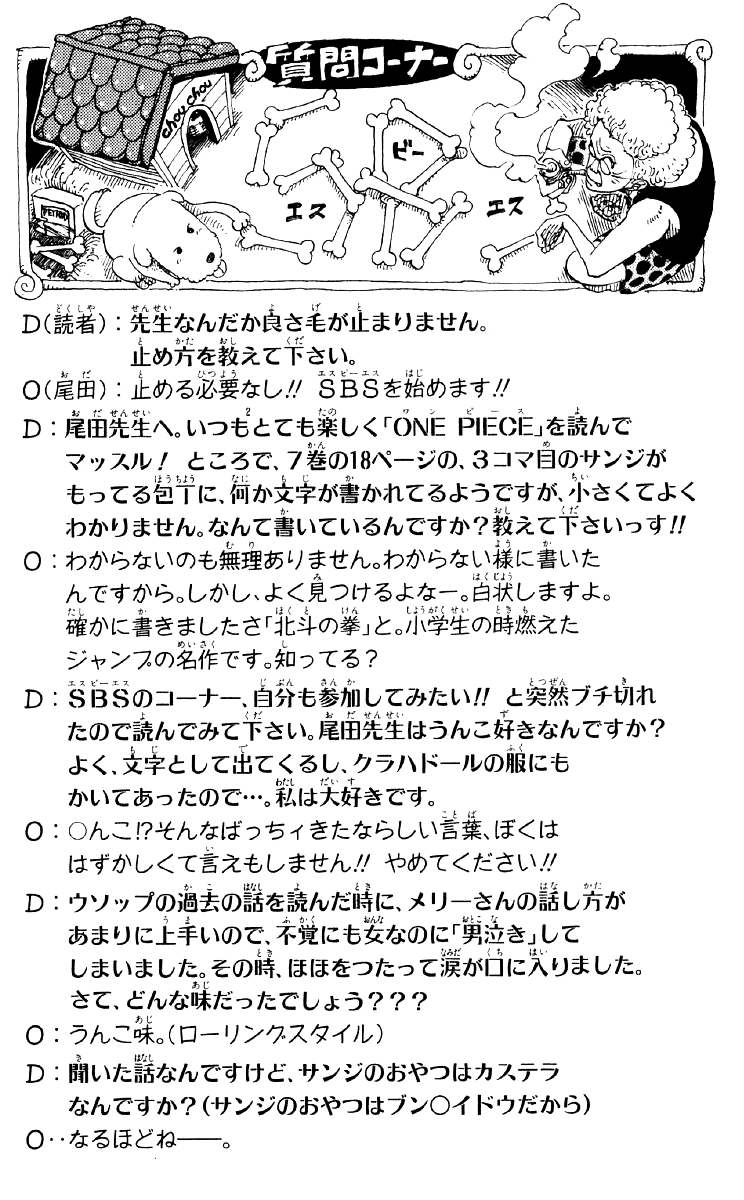 質問コーナー
chou chou
PETFOOD
エス ビー エス
D(読者)：先生なんだか良さ毛が止まりません。
止め方を教えて下さい。
O(尾田)：止める必要なし!! SBSを始めます!!
D：尾田先生へ。いつもとても楽しく「ONE PIECE」を読んで
マッスル！ ところで、7巻の18ページの、3コマ目のサンジが
もってる包丁に、何か文字が書かれてるようですが、小さくてよく
わかりません。なんて書いているんですか？教えて下さいっす!!
O：わからないのも無理ありません。わからない様に書いた
んですから。しかし、よく見つけるよなー。白状しますよ。
確かに書きましたさ「北斗の拳」と。小学生の時燃えた
ジャンプの名作です。知ってる？
D：SBSのコーナー、自分も参加してみたい!! と突然ブチ切れ
たので読んでみて下さい。尾田先生はうんこ好きなんですか？
よく、文字として出てくるし、クラハドールの服にも
かいてあったので…。私は大好きです。
O：○んこ!?そんなばっちィきたならしい言葉、ぼくは
はずかしくて言えもしません!! やめてください!!
D：ウソップの過去の話を読んだ時に、メリーさんの話し方が
あまりに上手いので、不覚にも女なのに「男泣き」して
しまいました。その時、ほほをつたって涙が口に入りました。
さて、どんな味だったでしょう？？？
O：うんこ味。(ローリングスタイル)
D：聞いた話なんですけど、サンジのおやつはカステラ
なんですか？(サンジのおやつはブン○イドウだから)
O‥なるほどね――。